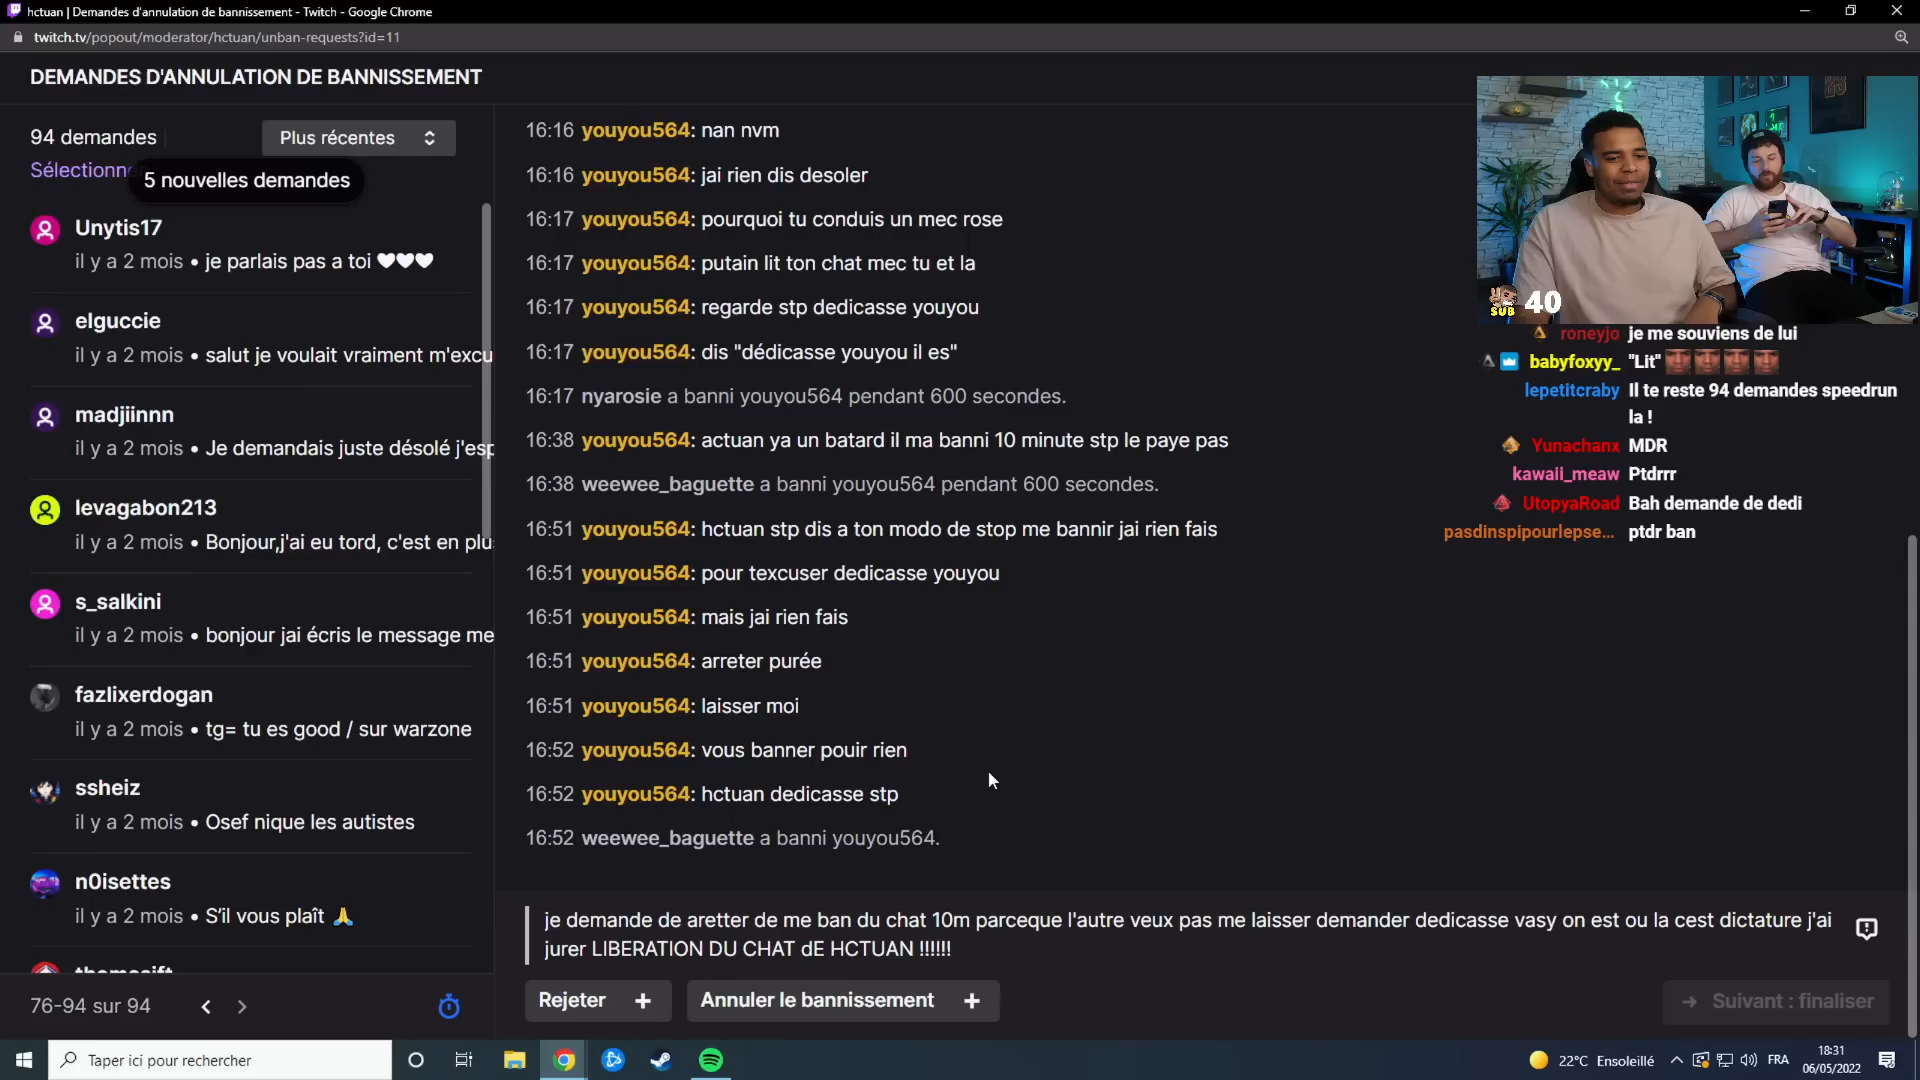 hctuan | Demandes d'annulation de bannissement - Twitch - Google Chrome
twitch.tv/popout/moderator/hctuan/unban-requests?id=11
DEMANDES D'ANNULATION DE BANNISSEMENT
94 demandes
Plus récentes
Sélectionne
5 nouvelles demandes
Unytis17
il y a 2 mois • je parlais pas a toi 🤍🤍🤍
elguccie
il y a 2 mois • salut je voulait vraiment m'excu
madjiinnn
il y a 2 mois • Je demandais juste désolé j'esp
levagabon213
il y a 2 mois • Bonjour,j'ai eu tord, c'est en plu
s_salkini
il y a 2 mois • bonjour jai écris le message me
fazlixerdogan
il y a 2 mois • tg= tu es good / sur warzone
ssheiz
il y a 2 mois • Osef nique les autistes
n0isettes
il y a 2 mois • S'il vous plaît 🙏
76-94 sur 94
16:16 youyou564: nan nvm
16:16 youyou564: jai rien dis desoler
16:17 youyou564: pourquoi tu conduis un mec rose
16:17 youyou564: putain lit ton chat mec tu et la
16:17 youyou564: regarde stp dedicasse youyou
16:17 youyou564: dis "dédicasse youyou il es"
16:17 nyarosie a banni youyou564 pendant 600 secondes.
16:38 youyou564: actuan ya un batard il ma banni 10 minute stp le paye pas
16:38 weewee_baguette a banni youyou564 pendant 600 secondes.
16:51 youyou564: hctuan stp dis a ton modo de stop me bannir jai rien fais
16:51 youyou564: pour texcuser dedicasse youyou
16:51 youyou564: mais jai rien fais
16:51 youyou564: arreter purée
16:51 youyou564: laisser moi
16:52 youyou564: vous banner pouir rien
16:52 youyou564: hctuan dedicasse stp
16:52 weewee_baguette a banni youyou564.
je demande de aretter de me ban du chat 10m parceque l'autre veux pas me laisser demander dedicasse vasy on est ou la cest dictature j'ai
jurer LIBERATION DU CHAT dE HCTUAN !!!!!!
Rejeter +
Annuler le bannissement +
→ Suivant : finaliser
23
SUB 40
roneyjo je me souviens de lui
babyfoxyy_ "Lit"
lepetitcraby Il te reste 94 demandes speedrun
la !
Yunachanx MDR
kawaii_meaw Ptdrrr
UtopyaRoad Bah demande de dedi
pasdinspipourlepse... ptdr ban
Taper ici pour rechercher
22°C Ensoleillé
FRA
18:31
06/05/2022